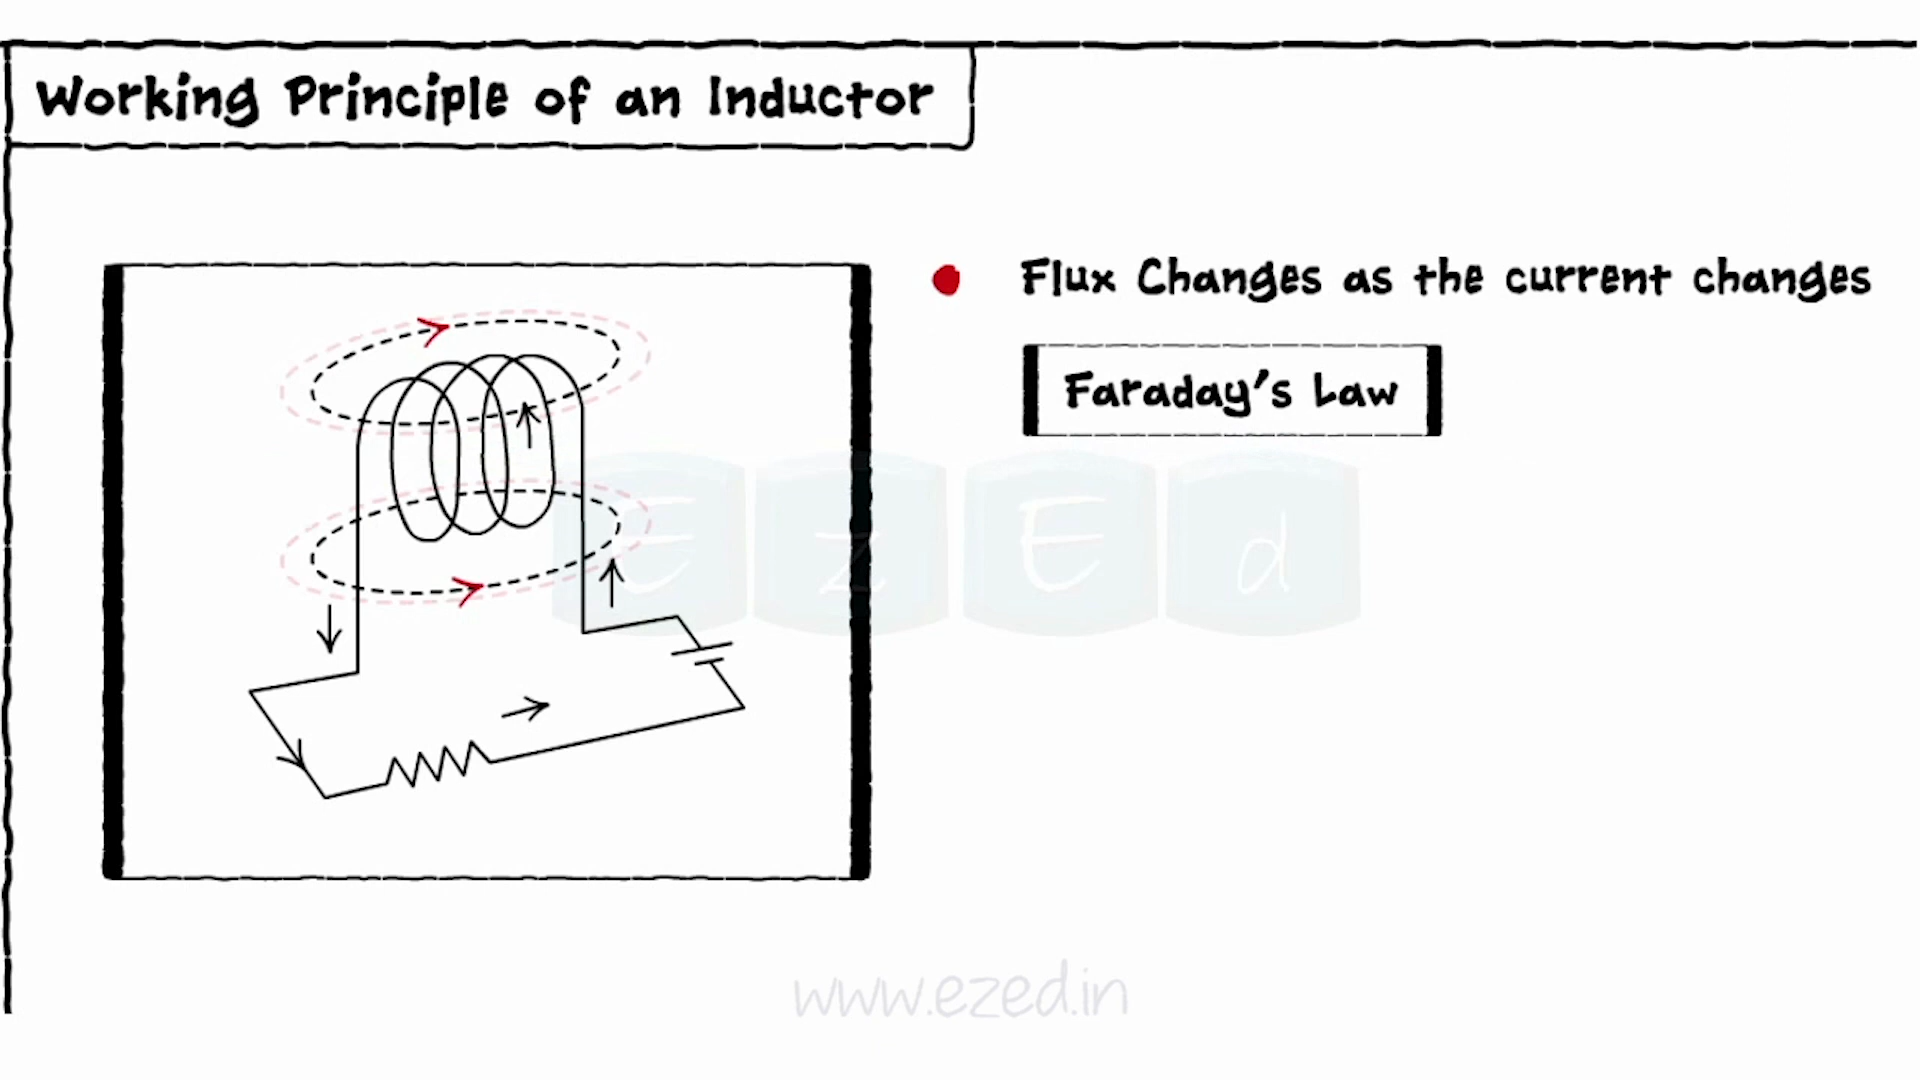 Working Principle of an Inductor
Flux Changes as the current changes
Faraday's Law
E z E d
www.ezed.in